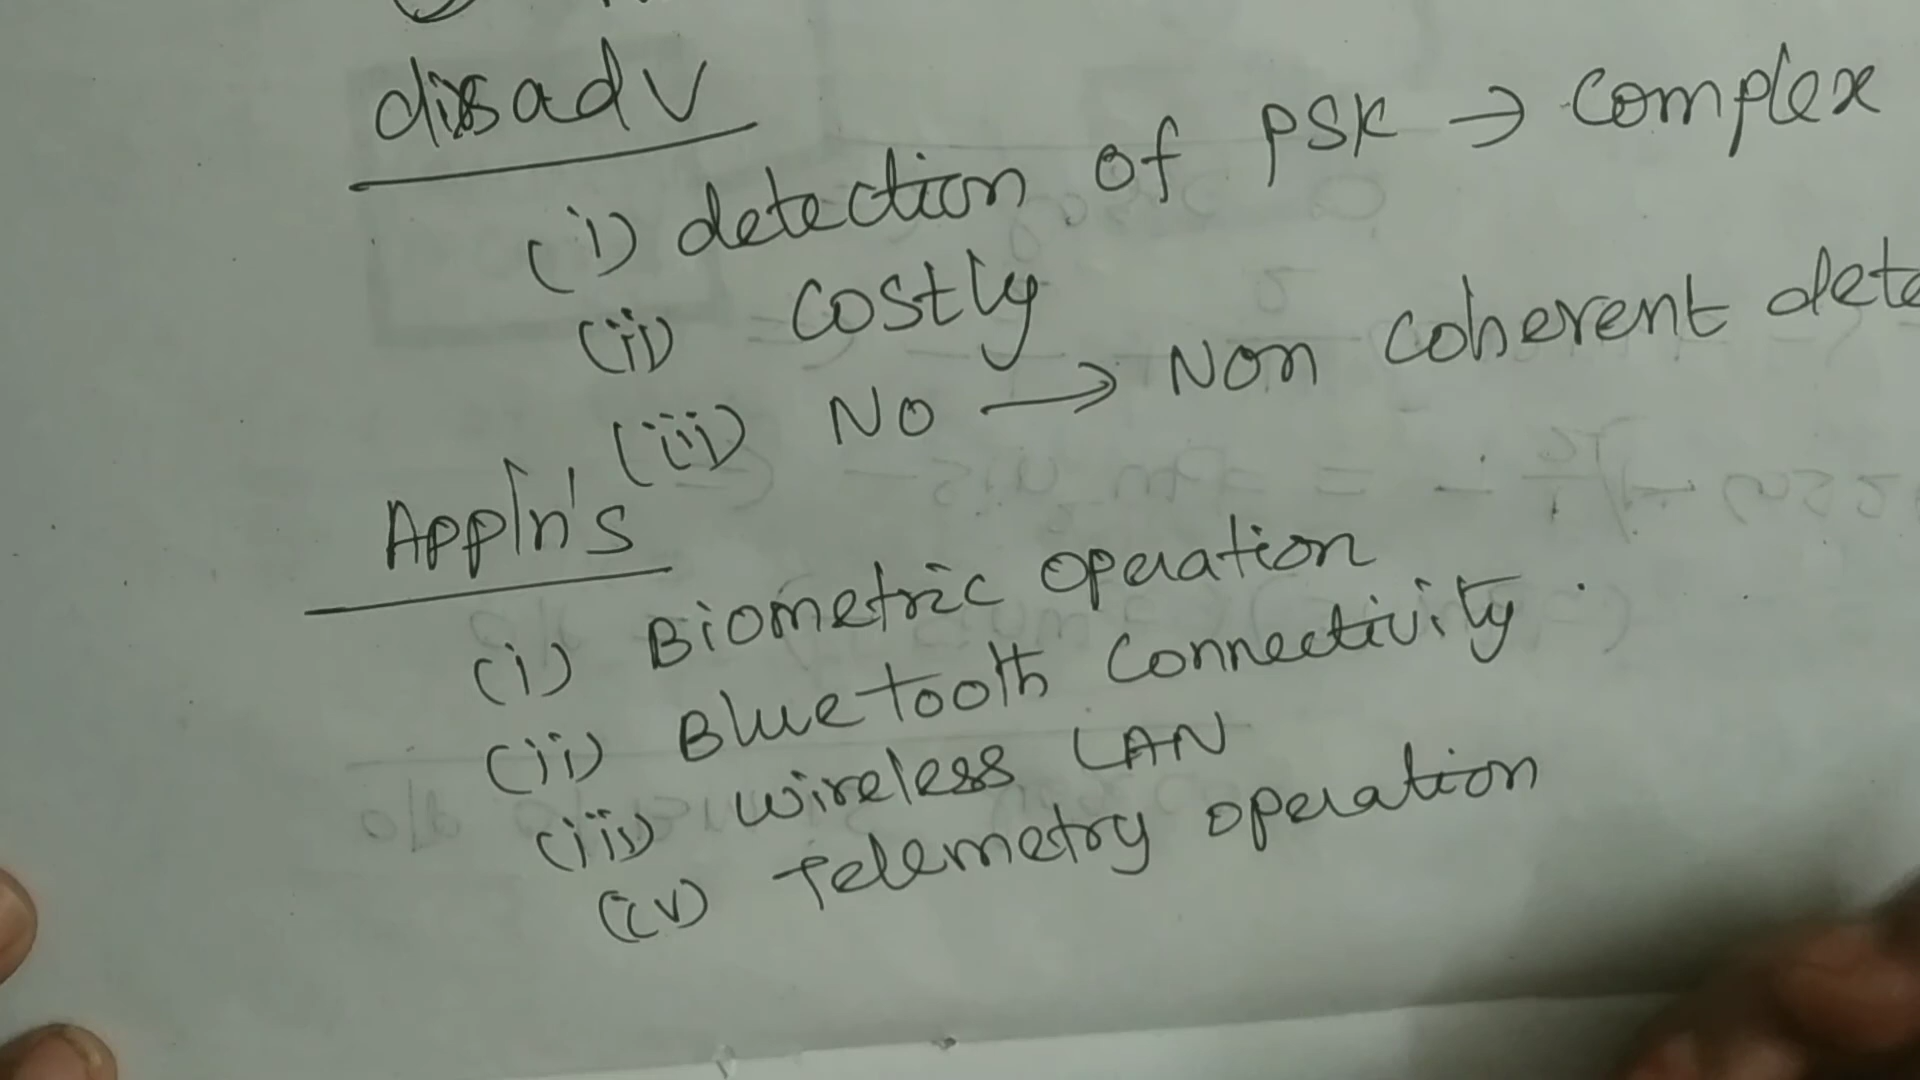 disadv
(i) detection of PSK → complex
(ii) costly
(iii) No → Non coherent dete
Appln's
(i) Biometric operation
(ii) Bluetooth connectivity.
(iii) wireless LAN
(iv) Telemetry operation